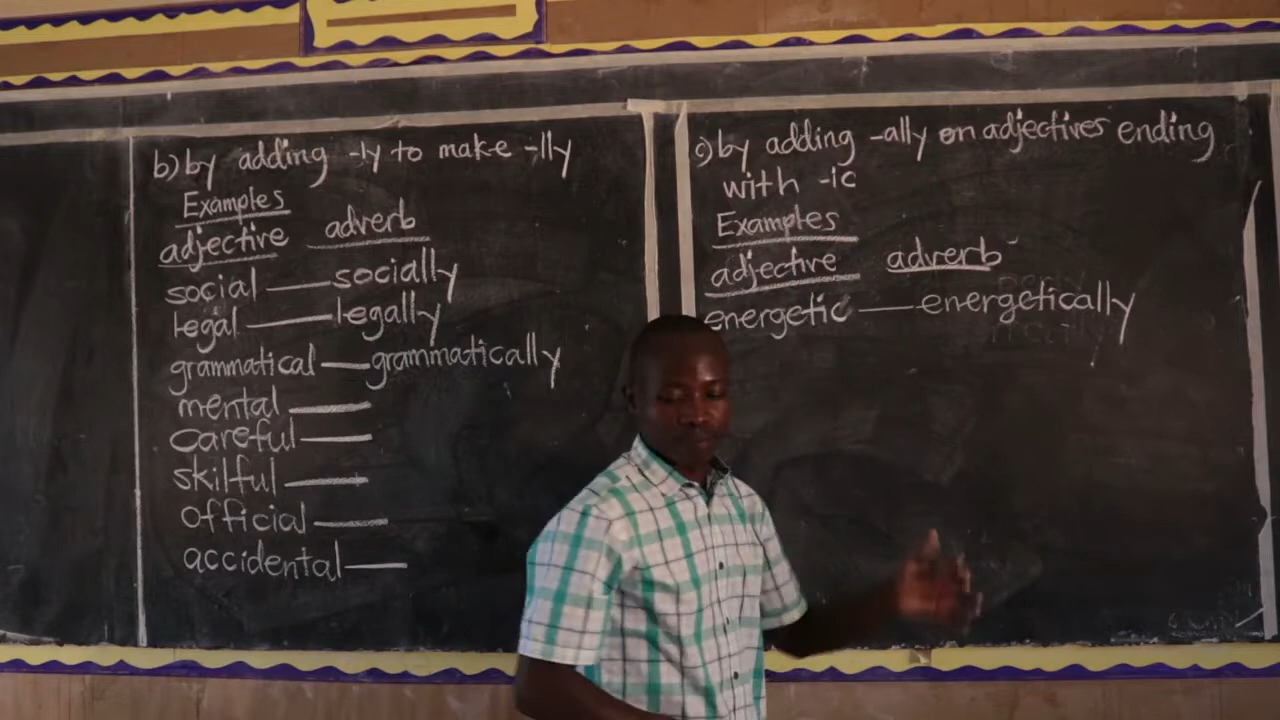 b) by adding -ly to make -lly
Examples
adjective adverb
social — socially
legal — legally
grammatical — grammatically
mental —
careful —
skilful —
official —
accidental —
c) by adding -ally on adjectives ending
with -ic
Examples
adjective adverb
energetic — energetically